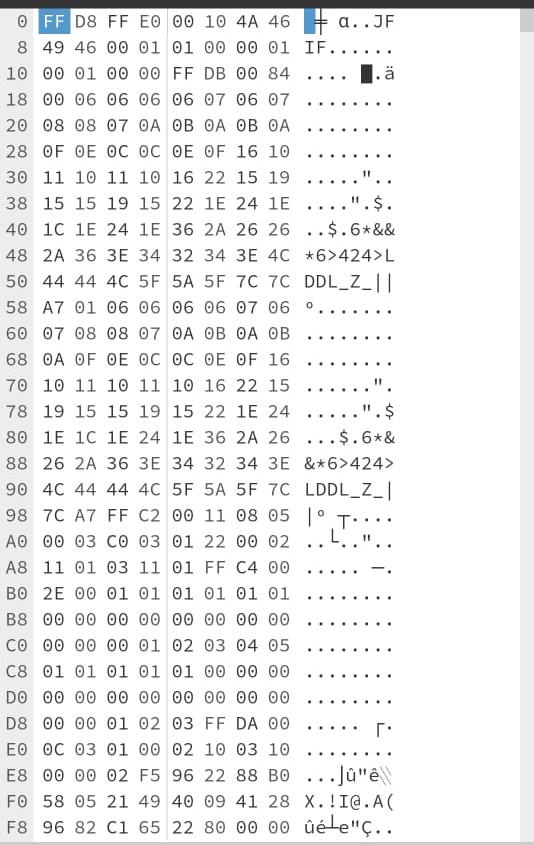 0 FF D8 FF E0 00 10 4A 46 ╪ α..JF
8 49 46 00 01 01 00 00 01 IF......
10 00 01 00 00 FF DB 00 84 .... █.ä
18 00 06 06 06 06 07 06 07 ........
20 08 08 07 0A 0B 0A 0B 0A ........
28 0F 0E 0C 0C 0E 0F 16 10 ........
30 11 10 11 10 16 22 15 19 ....."..
38 15 15 19 15 22 1E 24 1E ....".$.
40 1C 1E 24 1E 36 2A 26 26 ..$.6*&&
48 2A 36 3E 34 32 34 3E 4C *6>424>L
50 44 44 4C 5F 5A 5F 7C 7C DDL_Z_||
58 A7 01 06 06 06 06 07 06 º.......
60 07 08 08 07 0A 0B 0A 0B ........
68 0A 0F 0E 0C 0C 0E 0F 16 ........
70 10 11 10 11 10 16 22 15 ......".
78 19 15 15 19 15 22 1E 24 .....".$
80 1E 1C 1E 24 1E 36 2A 26 ...$.6*&
88 26 2A 36 3E 34 32 34 3E &*6>424>
90 4C 44 44 4C 5F 5A 5F 7C LDDL_Z_|
98 7C A7 FF C2 00 11 08 05 |º ┬....
A0 00 03 C0 03 01 22 00 02 ..└.."..
A8 11 01 03 11 01 FF C4 00 ..... ─.
B0 2E 00 01 01 01 01 01 01 ........
B8 00 00 00 00 00 00 00 00 ........
C0 00 00 00 01 02 03 04 05 ........
C8 01 01 01 01 01 00 00 00 ........
D0 00 00 00 00 00 00 00 00 ........
D8 00 00 01 02 03 FF DA 00 ..... ┌.
E0 0C 03 01 00 02 10 03 10 ........
E8 00 00 02 F5 96 22 88 B0 ...⌡û"ê░
F0 58 05 21 49 40 09 41 28 X.!I@.A(
F8 96 82 C1 65 22 80 00 00 ûé┴e"Ç..